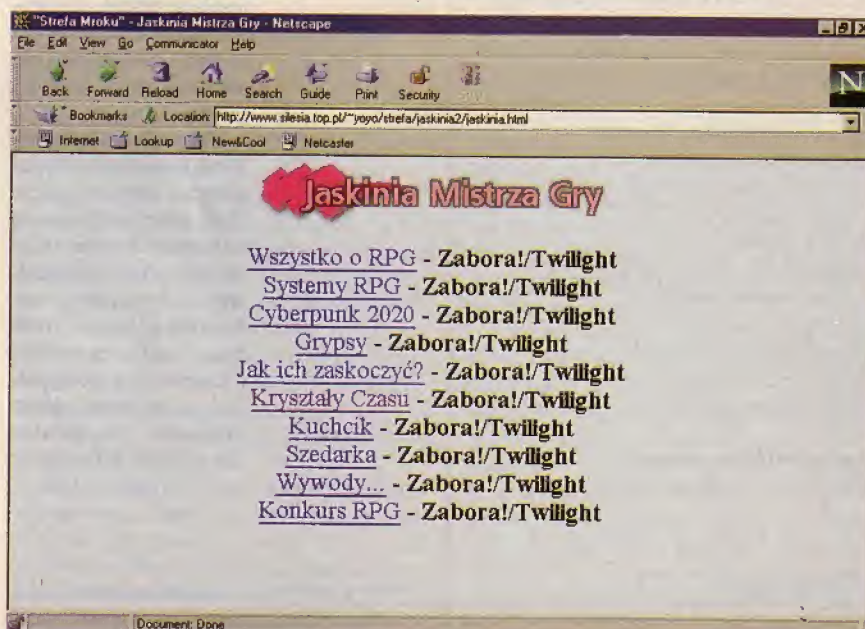 "Strefa Mroku" - Jaskinia Mistrza Gry - Netscape
File Edit View Go Communicator Help
Back Forward Reload Home Search Guide Print Security
N
Bookmarks Location: http://www.silesia.top.pl/~yoyo/strefa/jaskinia2/jaskinia.html
Internet Lookup New&Cool Netcaster
Jaskinia Mistrza Gry
Wszystko o RPG - Zabora!/Twilight
Systemy RPG - Zabora!/Twilight
Cyberpunk 2020 - Zabora!/Twilight
Grypsy - Zabora!/Twilight
Jak ich zaskoczyć? - Zabora!/Twilight
Kryształy Czasu - Zabora!/Twilight
Kuchcik - Zabora!/Twilight
Szedarka - Zabora!/Twilight
Wywody... - Zabora!/Twilight
Konkurs RPG - Zabora!/Twilight
Document: Done